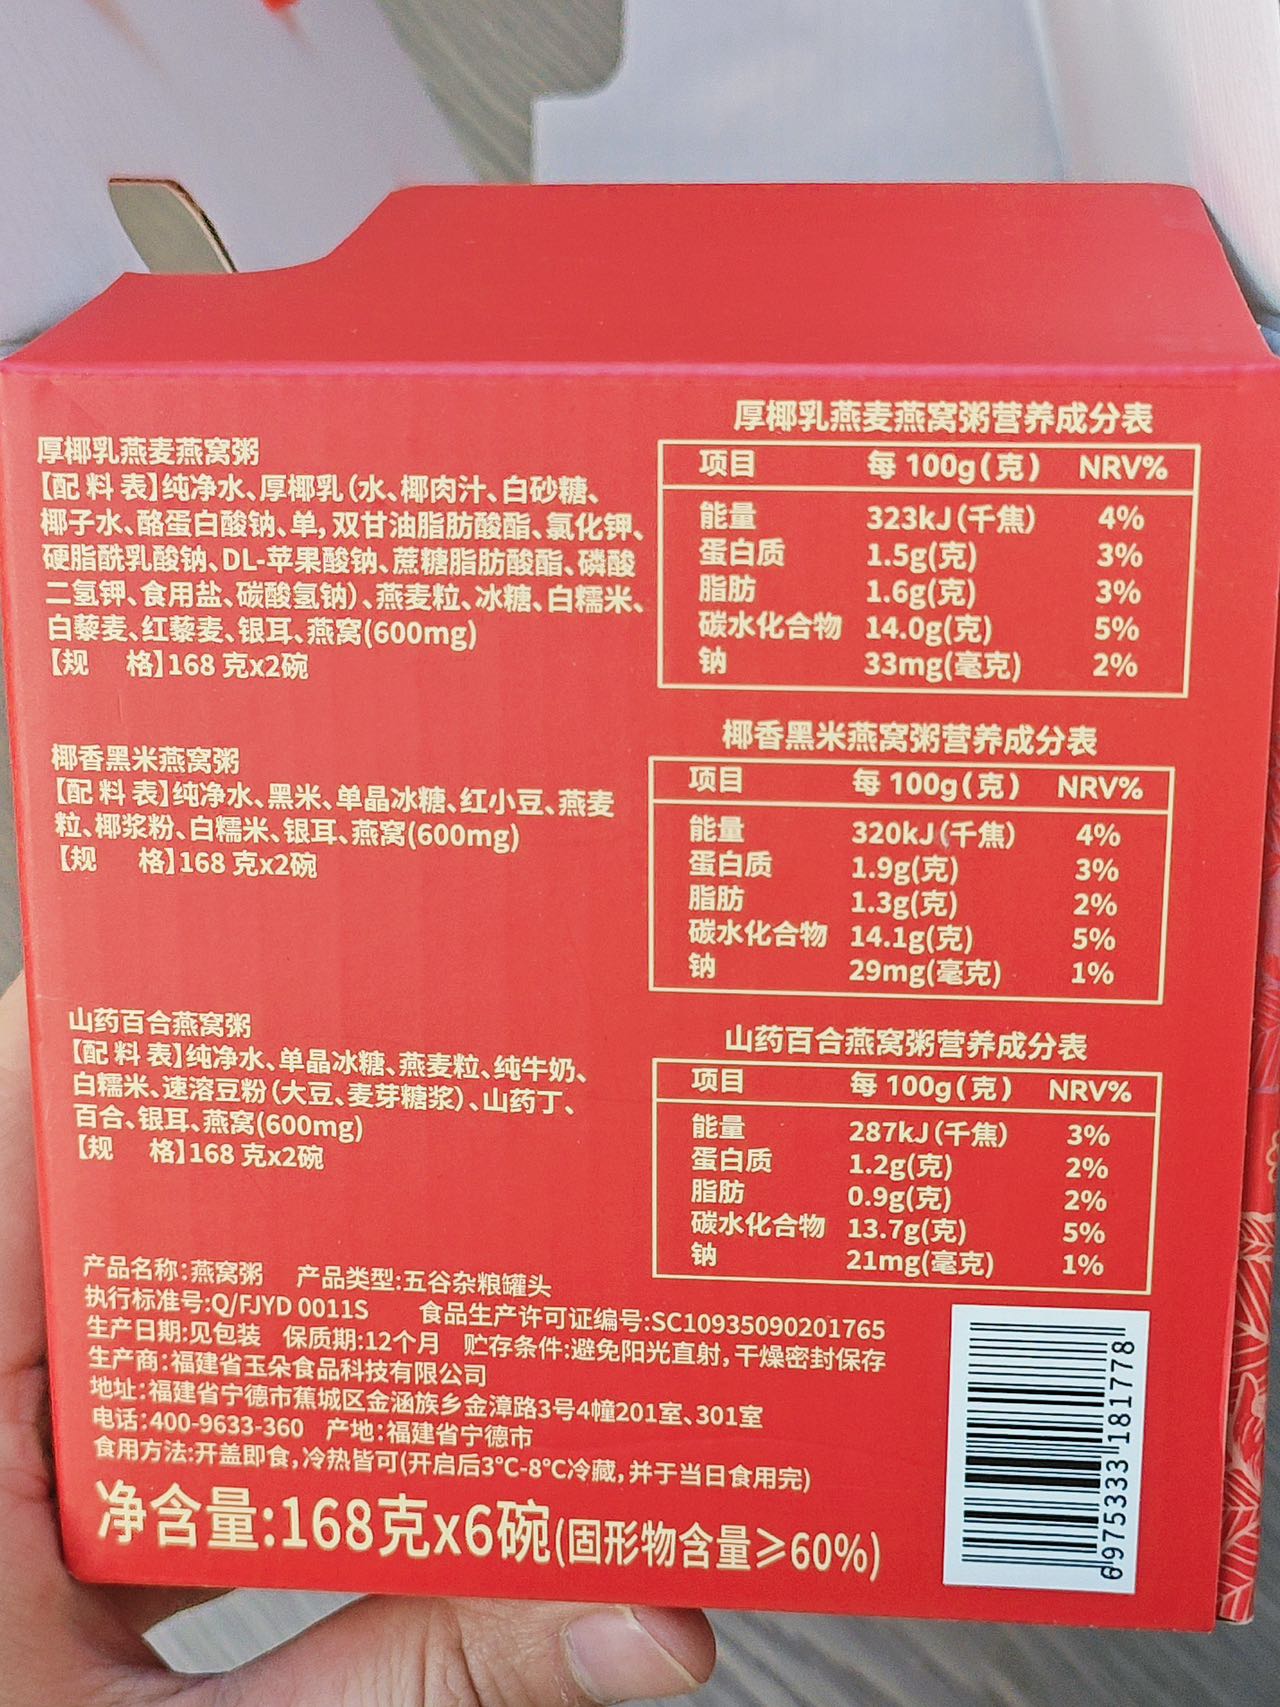 厚椰乳燕麦燕窝粥
【配 料 表】纯净水、厚椰乳（水、椰肉汁、白砂糖、
椰子水、酪蛋白酸钠、单,双甘油脂肪酸酯、氯化钾、
硬脂酰乳酸钠、DL-苹果酸钠、蔗糖脂肪酸酯、磷酸
二氢钾、食用盐、碳酸氢钠）、燕麦粒、冰糖、白糯米、
白藜麦、红藜麦、银耳、燕窝(600mg)
【规 格】168 克x2碗
厚椰乳燕麦燕窝粥营养成分表
项目 每 100g(克) NRV%
能量 323kJ(千焦) 4%
蛋白质 1.5g(克) 3%
脂肪 1.6g(克) 3%
碳水化合物 14.0g(克) 5%
钠 33mg(毫克) 2%
椰香黑米燕窝粥
【配 料 表】纯净水、黑米、单晶冰糖、红小豆、燕麦
粒、椰浆粉、白糯米、银耳、燕窝(600mg)
【规 格】168 克x2碗
椰香黑米燕窝粥营养成分表
项目 每 100g(克) NRV%
能量 320kJ(千焦) 4%
蛋白质 1.9g(克) 3%
脂肪 1.3g(克) 2%
碳水化合物 14.1g(克) 5%
钠 29mg(毫克) 1%
山药百合燕窝粥
【配 料 表】纯净水、单晶冰糖、燕麦粒、纯牛奶、
白糯米、速溶豆粉（大豆、麦芽糖浆）、山药丁、
百合、银耳、燕窝(600mg)
【规 格】168 克x2碗
山药百合燕窝粥营养成分表
项目 每 100g(克) NRV%
能量 287kJ(千焦) 3%
蛋白质 1.2g(克) 2%
脂肪 0.9g(克) 2%
碳水化合物 13.7g(克) 5%
钠 21mg(毫克) 1%
产品名称:燕窝粥 产品类型:五谷杂粮罐头
执行标准号:Q/FJYD 0011S 食品生产许可证编号:SC10935090201765
生产日期:见包装 保质期:12个月 贮存条件:避免阳光直射,干燥密封保存
生产商:福建省玉朵食品科技有限公司
地址:福建省宁德市蕉城区金涵族乡金漳路3号4幢201室、301室
电话:400-9633-360 产地:福建省宁德市
食用方法:开盖即食,冷热皆可(开启后3°C-8°C冷藏,并于当日食用完)
净含量:168克x6碗(固形物含量≥60%)
6975333181778